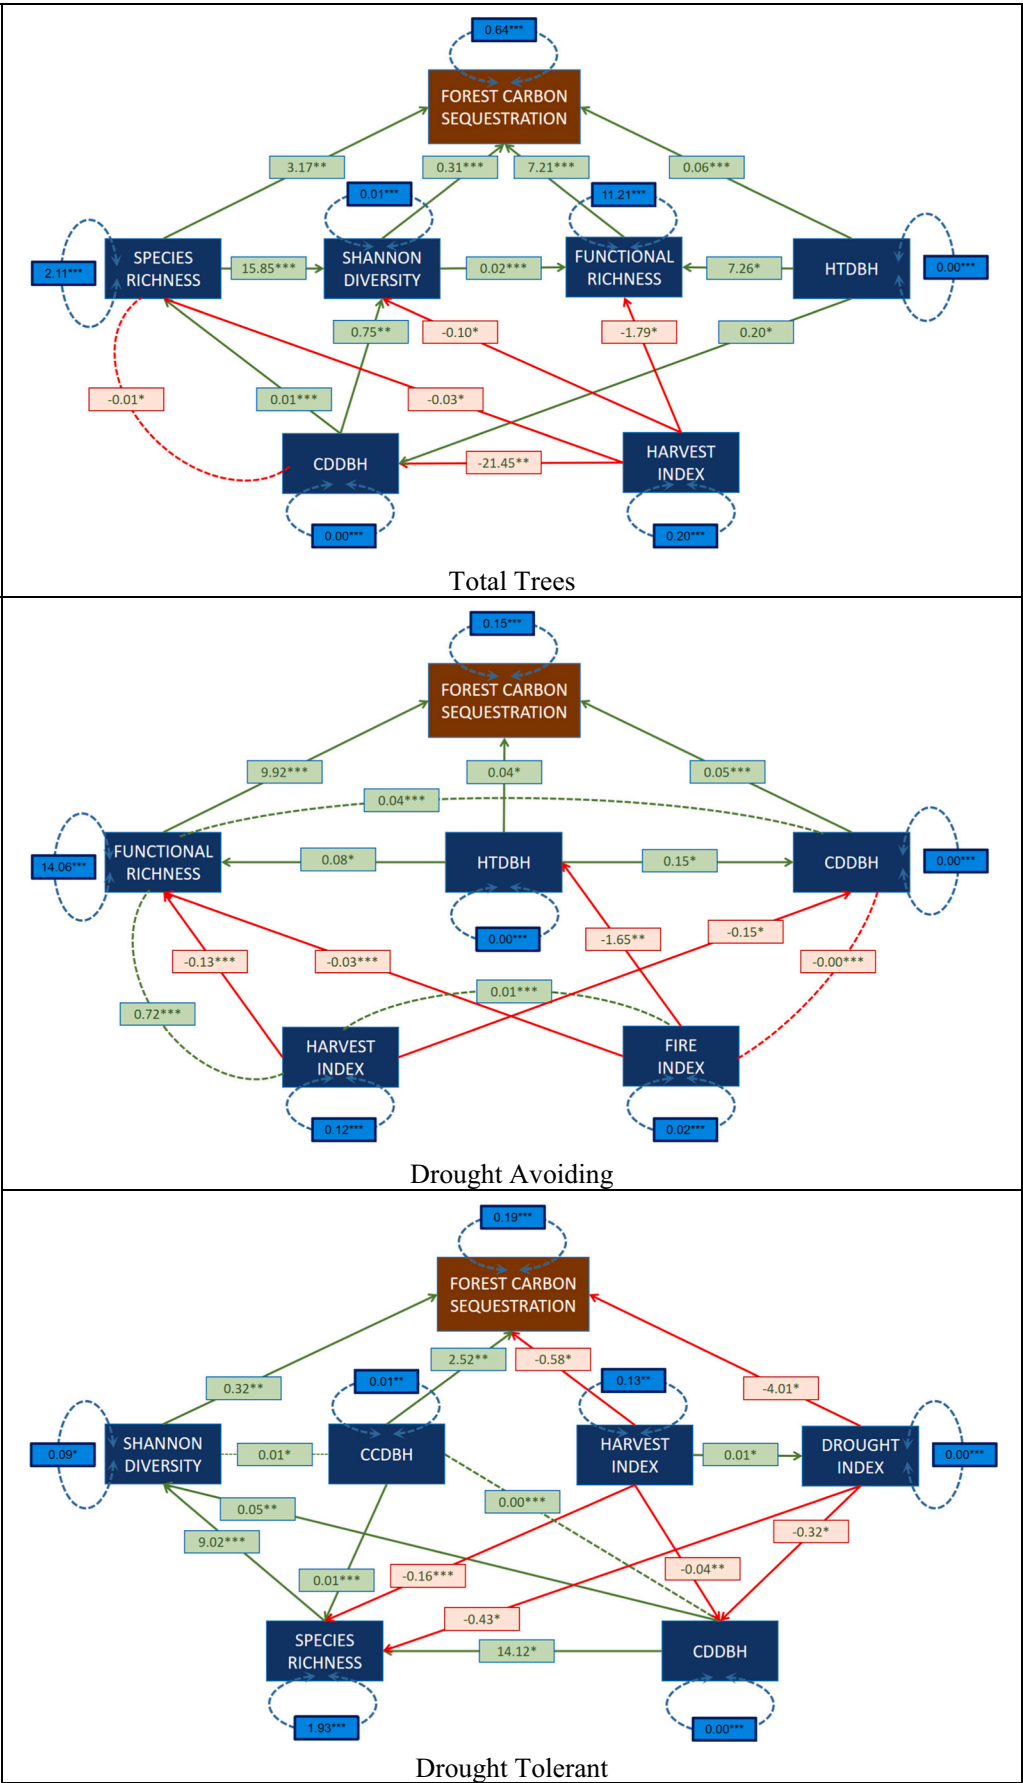 0.64***
FOREST CARBON
SEQUESTRATION
3.17**
0.31***
7.21***
0.06***
0.01***
11.21***
2.11***
SPECIES
RICHNESS
15.85***
SHANNON
DIVERSITY
0.02***
FUNCTIONAL
RICHNESS
7.26*
HTDBH
0.00***
0.75**
-0.10*
-1.79*
0.20*
-0.01*
0.01***
-0.03*
CDDBH
-21.45**
HARVEST
INDEX
0.00***
0.20***
Total Trees
0.15***
FOREST CARBON
SEQUESTRATION
9.92***
0.04*
0.05***
0.04***
14.06***
FUNCTIONAL
RICHNESS
0.08*
HTDBH
0.15*
CDDBH
0.00***
0.00***
-1.65**
-0.15*
-0.13***
-0.03***
-0.00***
0.72***
0.01***
HARVEST
INDEX
FIRE
INDEX
0.12***
0.02***
Drought Avoiding
0.19***
FOREST CARBON
SEQUESTRATION
2.52**
-0.58*
0.32**
0.01**
0.13**
-4.01*
0.09*
SHANNON
DIVERSITY
0.01*
CCDBH
HARVEST
INDEX
0.01*
DROUGHT
INDEX
0.00***
0.05**
0.00***
9.02***
-0.32*
0.01***
-0.16***
-0.04**
-0.43*
SPECIES
RICHNESS
14.12*
CDDBH
1.93***
0.00***
Drought Tolerant